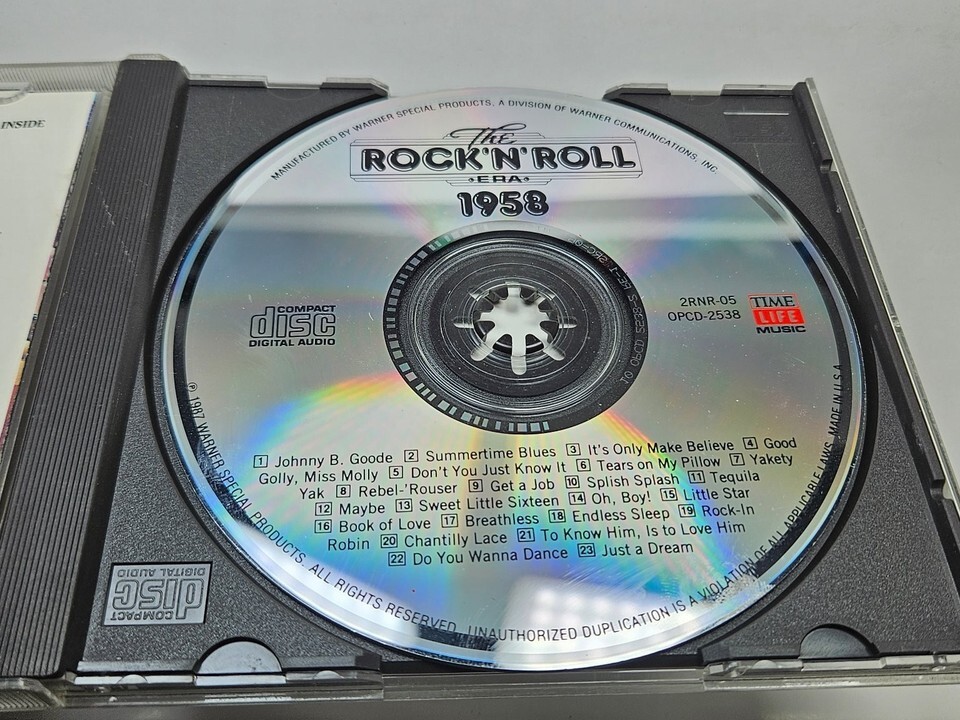 INSIDE
MANUFACTURED BY WARNER SPECIAL PRODUCTS, A DIVISION OF WARNER COMMUNICATIONS, INC.
The
ROCK'N'ROLL
•ERA•
1958
COMPACT
disc
DIGITAL AUDIO
2RNR-05
OPCD-2538
TIME
LIFE
MUSIC
1 Johnny B. Goode 2 Summertime Blues 3 It's Only Make Believe 4 Good
Golly, Miss Molly 5 Don't You Just Know It 6 Tears on My Pillow 7 Yakety
Yak 8 Rebel-'Rouser 9 Get a Job 10 Splish Splash 11 Tequila
12 Maybe 13 Sweet Little Sixteen 14 Oh, Boy! 15 Little Star
16 Book of Love 17 Breathless 18 Endless Sleep 19 Rock-In
Robin 20 Chantilly Lace 21 To Know Him, Is to Love Him
22 Do You Wanna Dance 23 Just a Dream
℗ 1987 WARNER SPECIAL PRODUCTS. ALL RIGHTS RESERVED. UNAUTHORIZED DUPLICATION IS A VIOLATION OF ALL APPLICABLE LAWS. MADE IN U.S.A.
COMPACT
disc
DIGITAL AUDIO